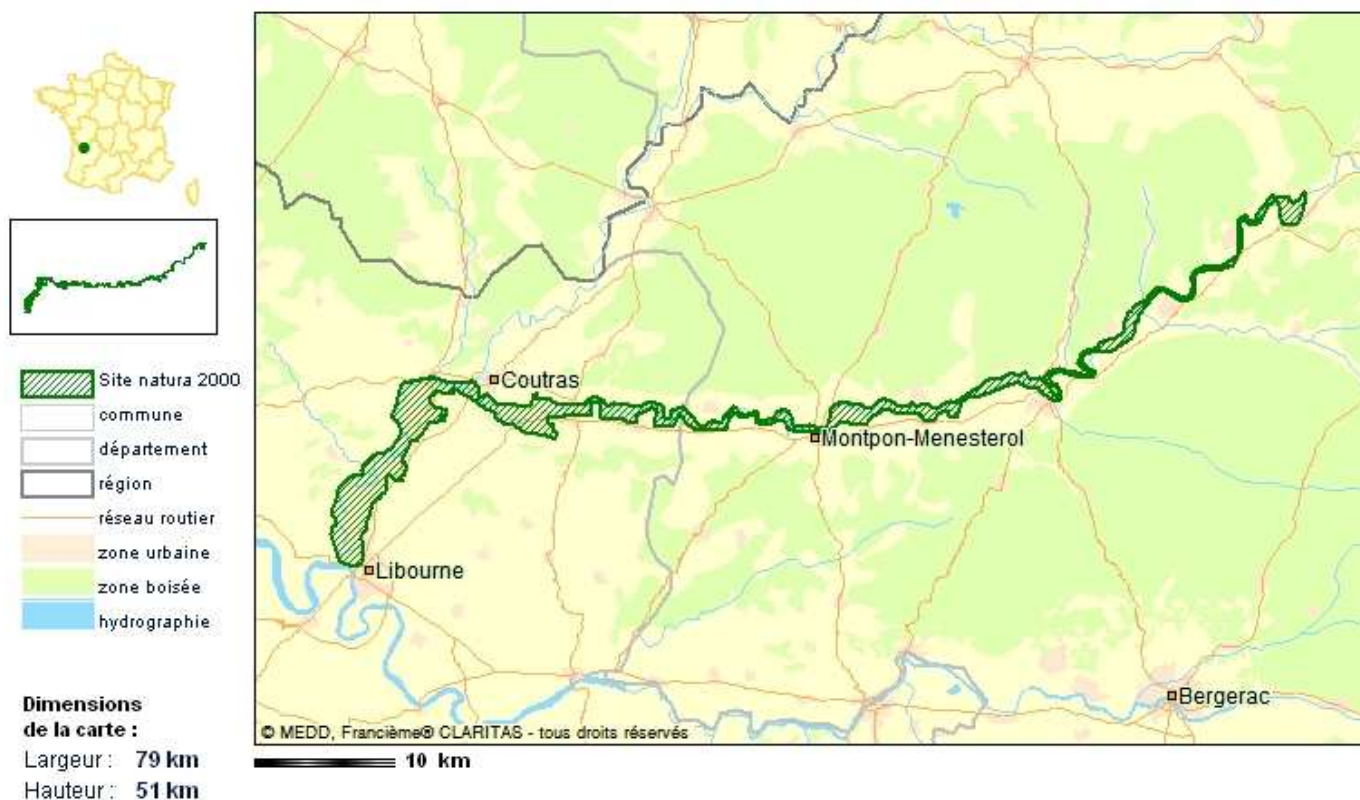 Site natura 2000
commune
département
région
réseau routier
zone urbaine
zone boisée
hydrographie
Dimensions
de la carte :
Largeur : 79 km
Hauteur : 51 km
Coutras
Montpon-Menesterol
Libourne
Bergerac
© MEDD, Francième® CLARITAS - tous droits réservés
10 km